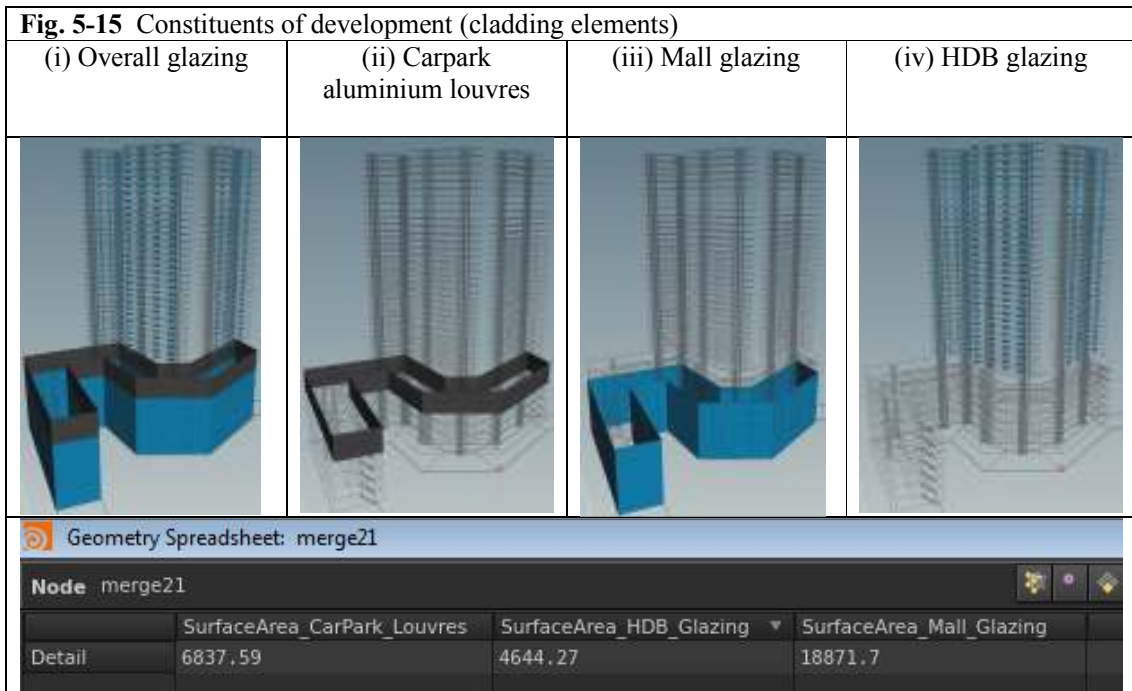 Fig. 5-15 Constituents of development (cladding elements)
(i) Overall glazing
(ii) Carpark
aluminium louvres
(iii) Mall glazing
(iv) HDB glazing
Geometry Spreadsheet: merge21
Node merge21
SurfaceArea_CarPark_Louvres SurfaceArea_HDB_Glazing SurfaceArea_Mall_Glazing
Detail 6837.59 4644.27 18871.7